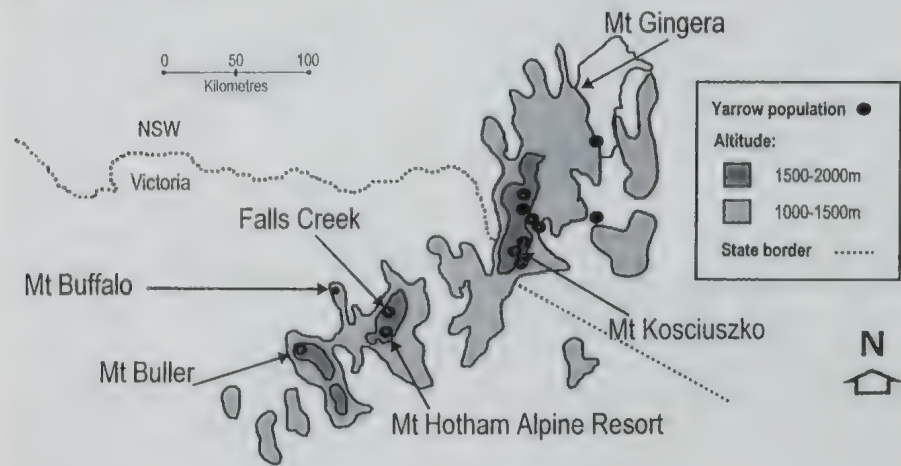 Mt Gingera
0 50 100
Kilometres
NSW
Victoria
Yarrow population
Altitude:
1500-2000m
1000-1500m
State border
Falls Creek
Mt Buffalo
Mt Kosciuszko
Mt Buller
N
Mt Hotham Alpine Resort